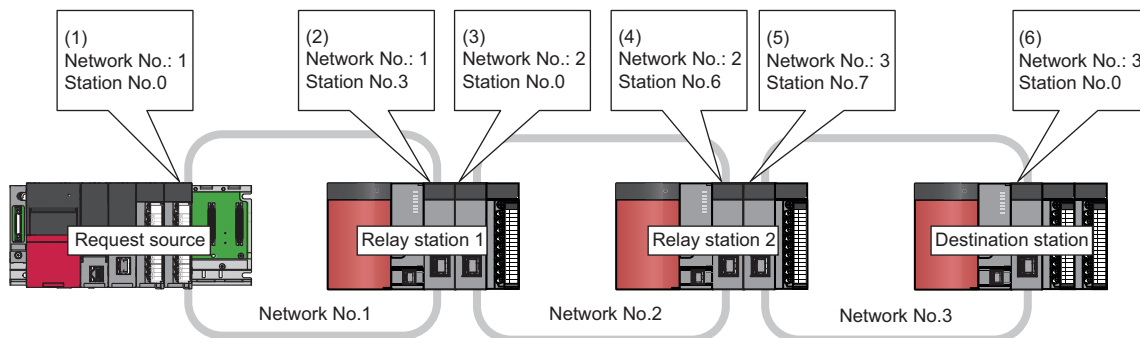 (1)
Network No.: 1
Station No.0
(2)
Network No.: 1
Station No.3
(3)
Network No.: 2
Station No.0
(4)
Network No.: 2
Station No.6
(5)
Network No.: 3
Station No.7
(6)
Network No.: 3
Station No.0
Request source
Relay station 1
Relay station 2
Destination station
Network No.1
Network No.2
Network No.3